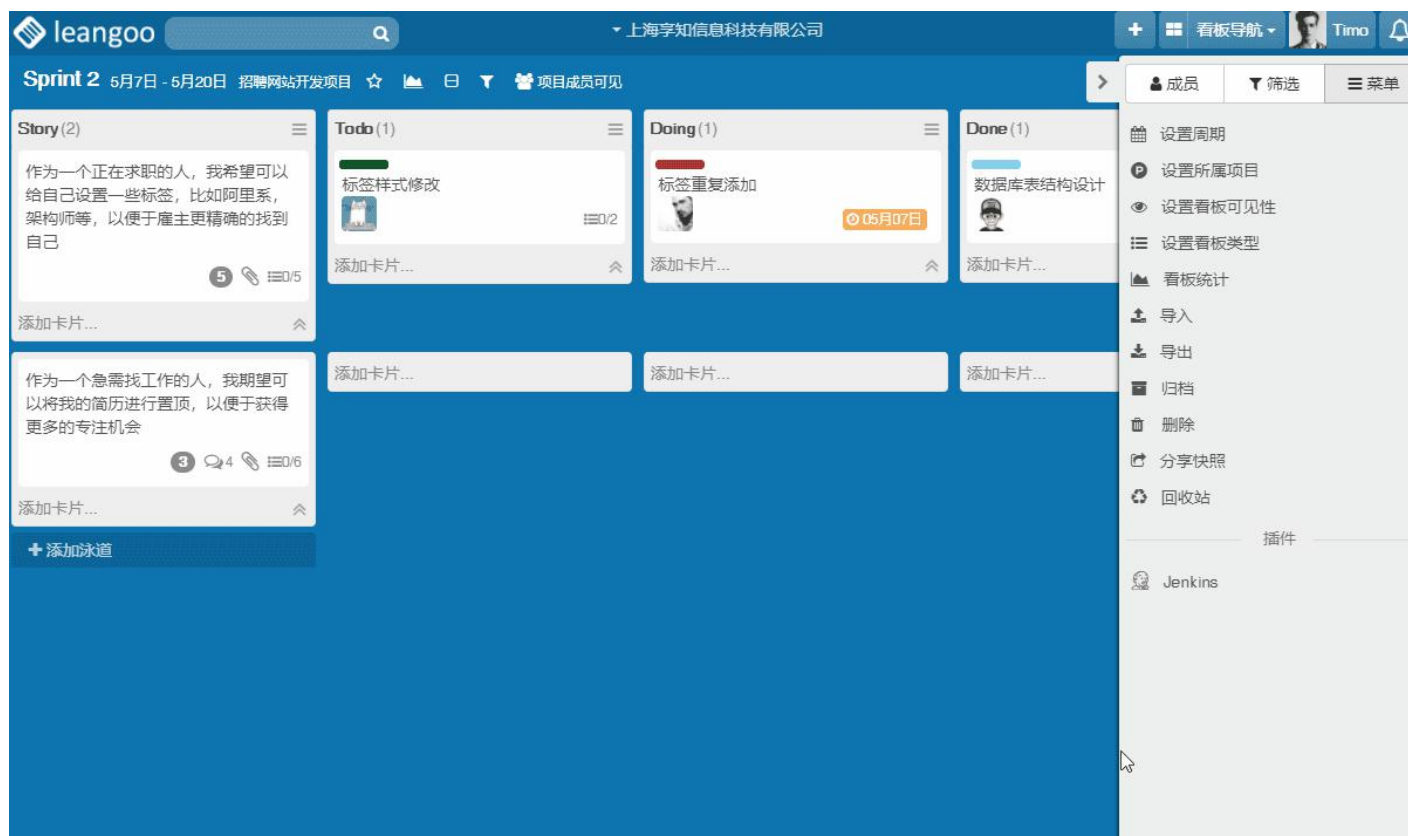 leangoo
上海享知信息科技有限公司
看板导航
Timo
Sprint 2 5月7日 - 5月20日 招聘网站开发项目 项目成员可见
成员 筛选 菜单
Story(2)
作为一个正在求职的人，我希望可以
给自己设置一些标签，比如阿里系，
架构师等，以便于雇主更精确的找到
自己
5 0/5
添加卡片...
Todo(1)
标签样式修改
0/2
添加卡片...
Doing(1)
标签重复添加
05月07日
添加卡片...
Done(1)
数据库表结构设计
添加卡片...
作为一个急需找工作的人，我期望可
以将我的简历进行置顶，以便于获得
更多的专注机会
3 4 0/6
添加卡片...
添加卡片...
添加卡片...
添加卡片...
添加泳道
设置周期
设置所属项目
设置看板可见性
设置看板类型
看板统计
导入
导出
归档
删除
分享快照
回收站
插件
Jenkins